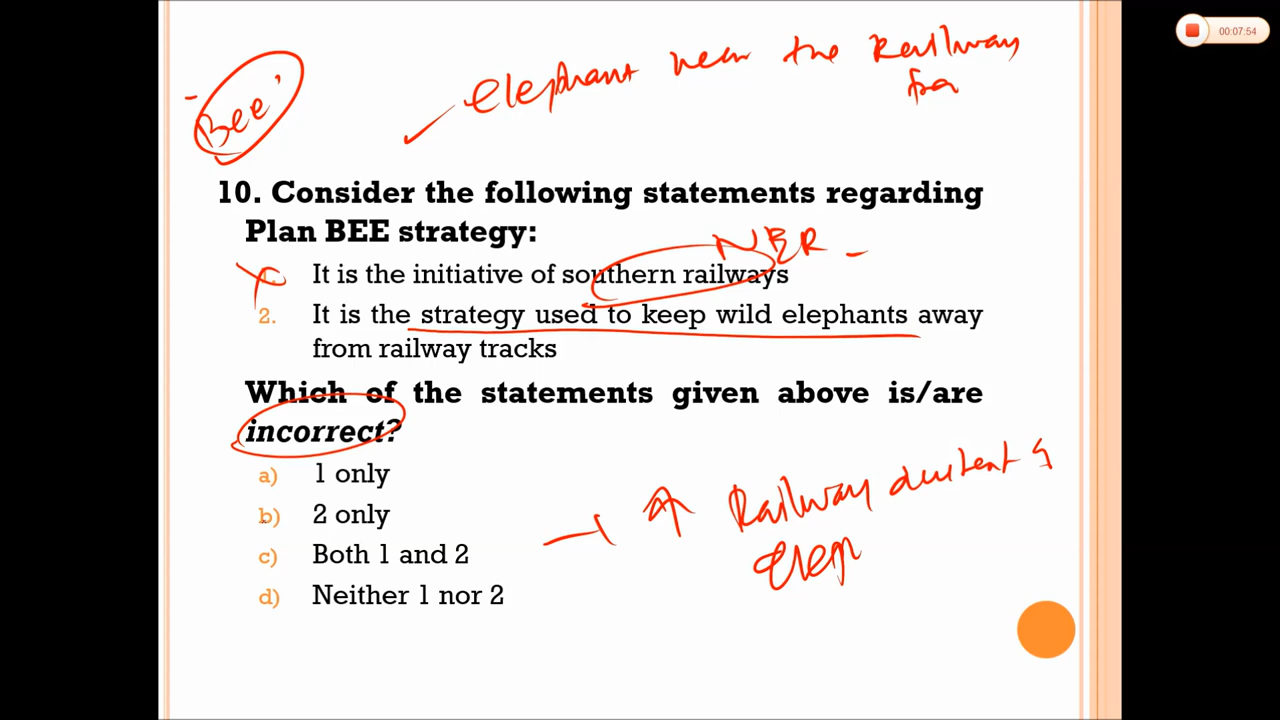 00:07:54
elephant near the Railway
Bee'
10. Consider the following statements regarding
Plan BEE strategy:
It is the initiative of southern railways
2. It is the strategy used to keep wild elephants away
from railway tracks
Which of the statements given above is/are
incorrect?
a) 1 only
b) 2 only
c) Both 1 and 2
d) Neither 1 nor 2
Railway